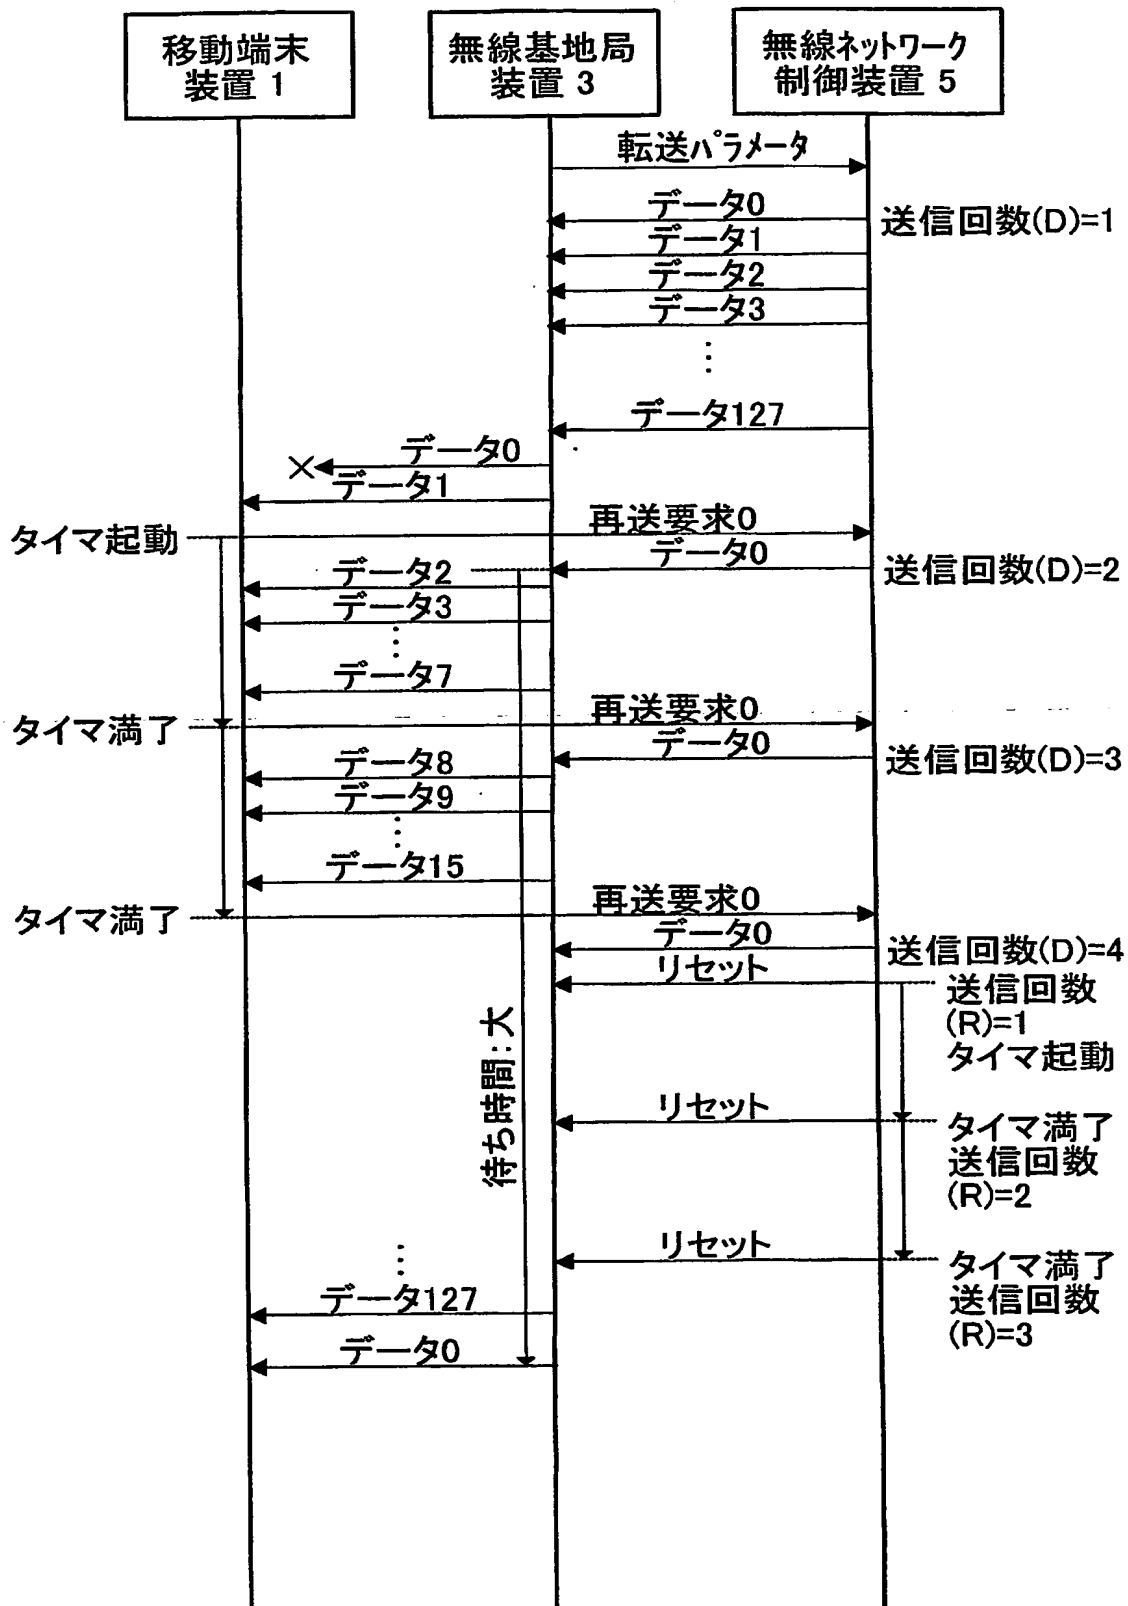 移動端末
装置 1
無線基地局
装置 3
無線ネットワーク
制御装置 5
転送パラメータ
データ0
送信回数(D)=1
データ1
データ2
データ3
データ127
データ0
データ1
再送要求0
タイマ起動
データ0
送信回数(D)=2
データ2
データ3
データ7
再送要求0
タイマ満了
データ0
送信回数(D)=3
データ8
データ9
データ15
再送要求0
タイマ満了
データ0
送信回数(D)=4
リセット
送信回数
(R)=1
タイマ起動
待ち時間:大
リセット
タイマ満了
送信回数
(R)=2
リセット
タイマ満了
送信回数
(R)=3
データ127
データ0